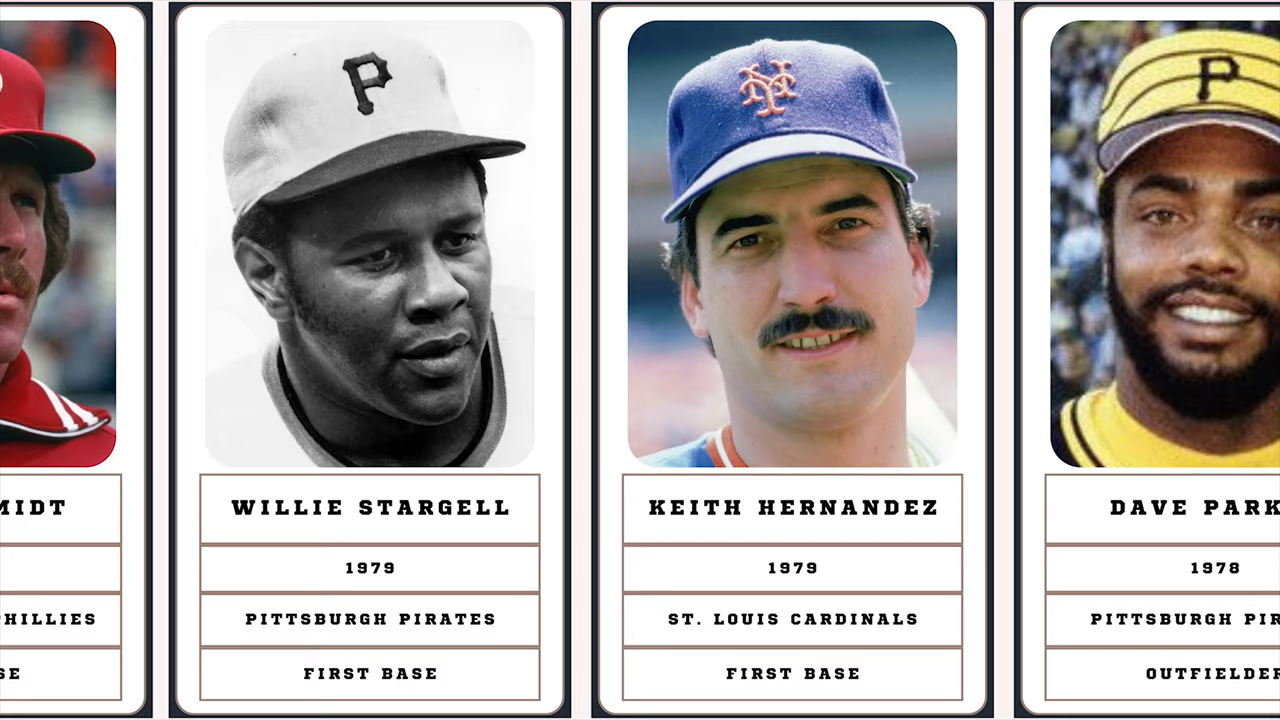 P
NY
P
MIDT
HILLIES
SE
WILLIE STARGELL
1979
PITTSBURGH PIRATES
FIRST BASE
KEITH HERNANDEZ
1979
ST. LOUIS CARDINALS
FIRST BASE
DAVE PARK
1978
PITTSBURGH PIR
OUTFIELDER